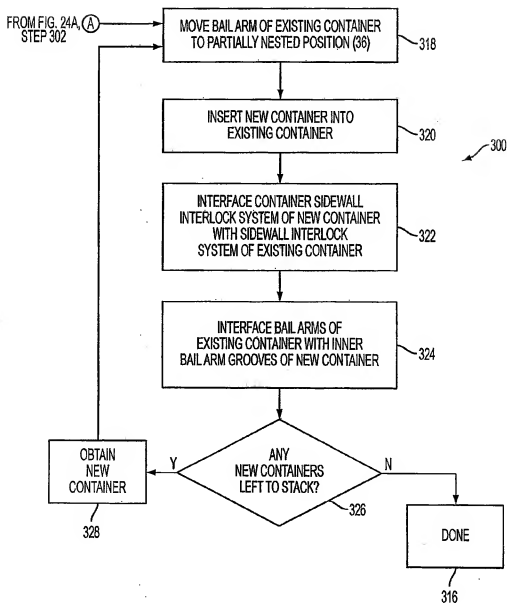 FROM FIG. 24A, A
STEP 302
MOVE BAIL ARM OF EXISTING CONTAINER
TO PARTIALLY NESTED POSITION (36)
318
INSERT NEW CONTAINER INTO
EXISTING CONTAINER
320
300
INTERFACE CONTAINER SIDEWALL
INTERLOCK SYSTEM OF NEW CONTAINER
WITH SIDEWALL INTERLOCK
SYSTEM OF EXISTING CONTAINER
322
INTERFACE BAIL ARMS OF
EXISTING CONTAINER WITH INNER
BAIL ARM GROOVES OF NEW CONTAINER
324
OBTAIN
NEW
CONTAINER
328
Y
ANY
NEW CONTAINERS
LEFT TO STACK?
N
326
DONE
316